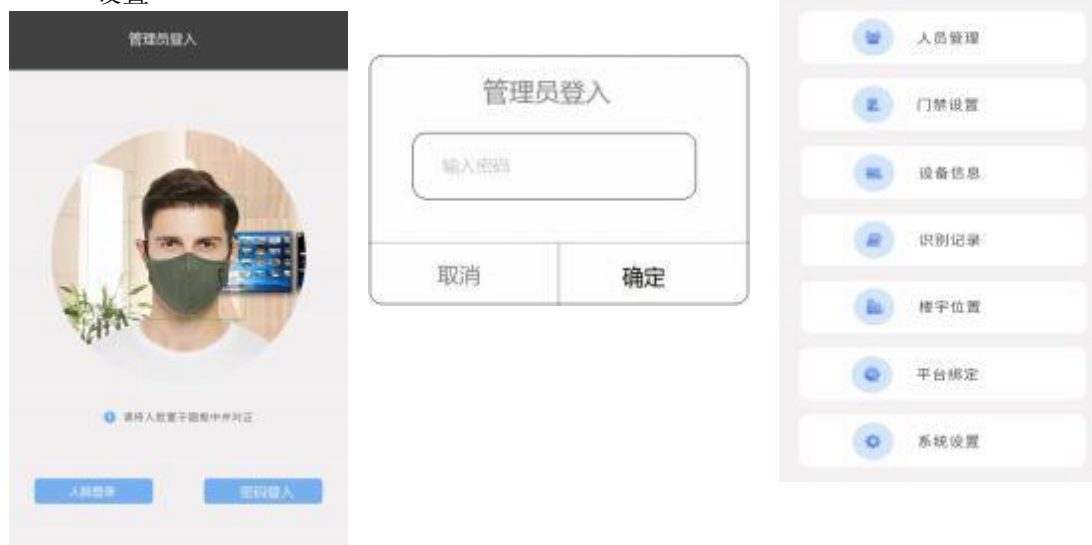 设置
管理员登入
请将人脸置于圆框中并对正
人脸登录
密码登入
管理员登入
输入密码
取消
确定
人员管理
门禁设置
设备信息
识别记录
楼宇位置
平台绑定
系统设置